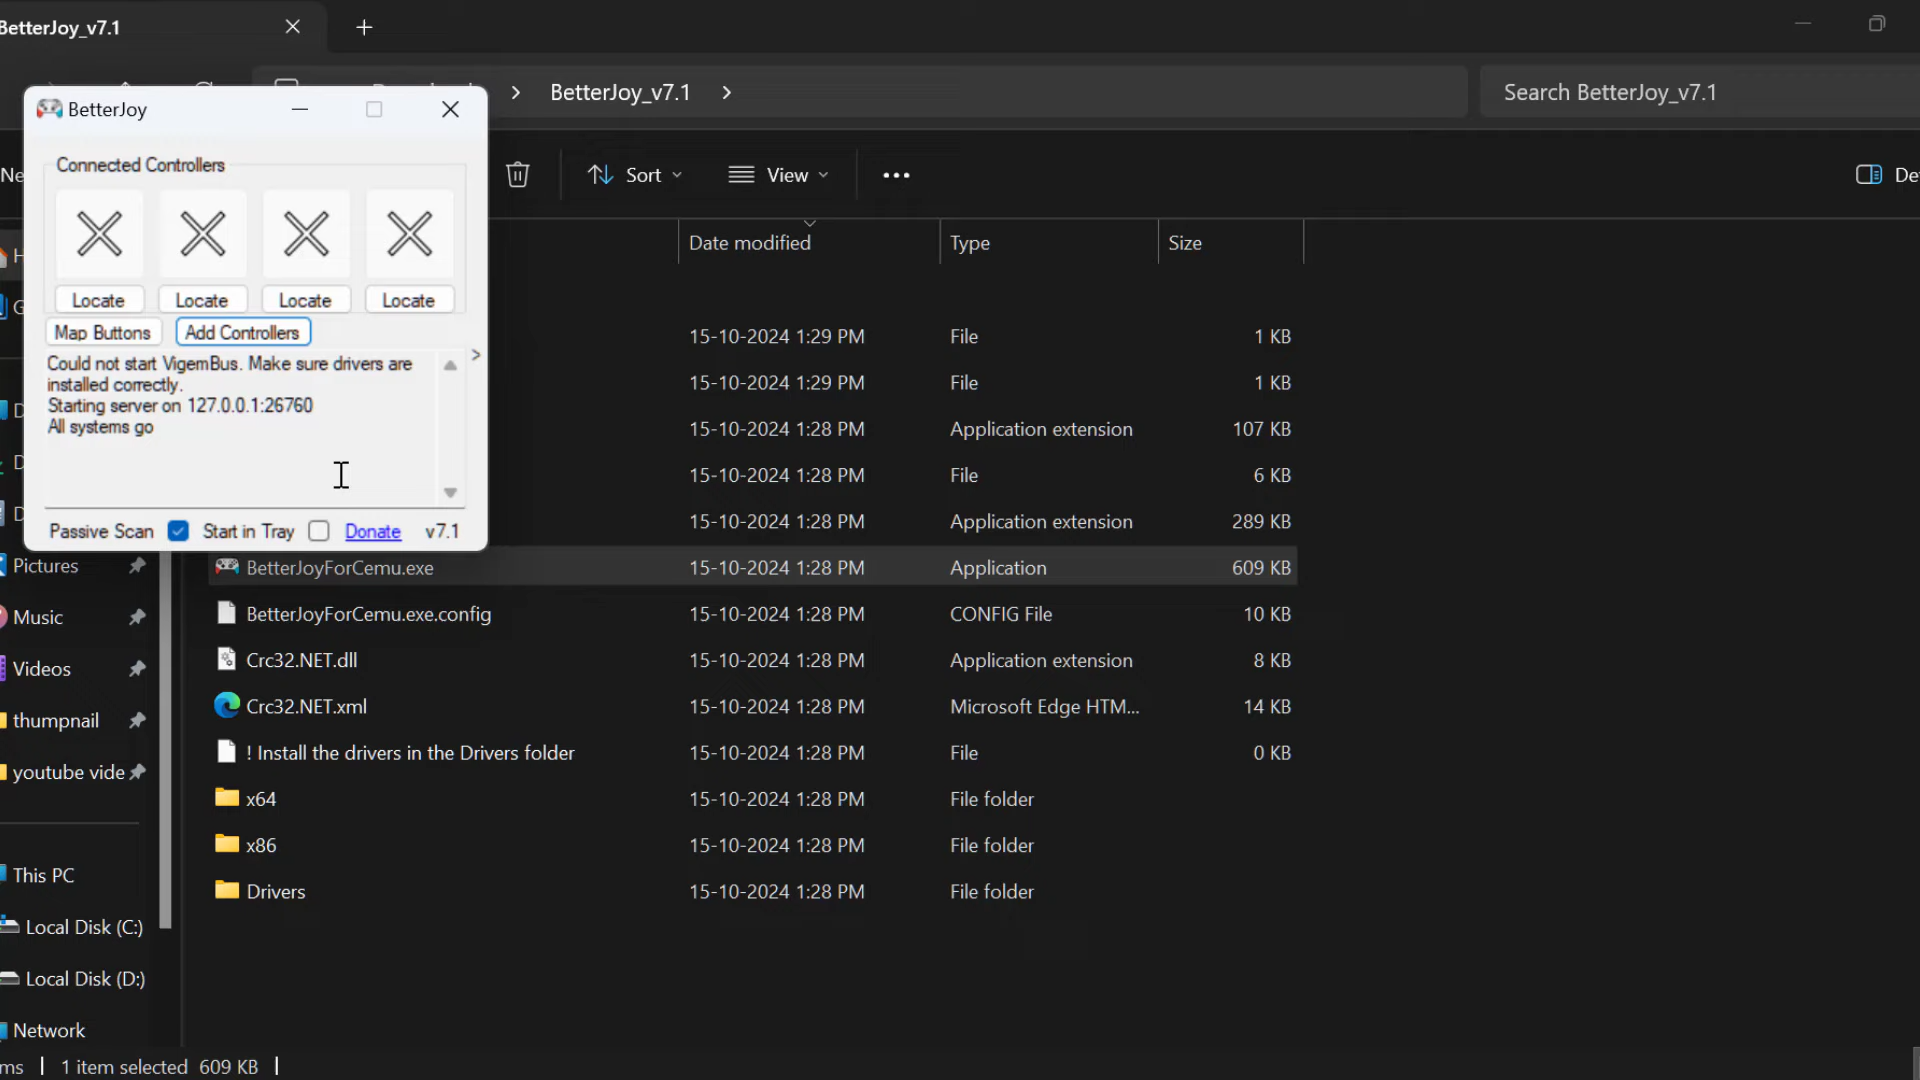 BetterJoy_v7.1
BetterJoy_v7.1
Search BetterJoy_v7.1
BetterJoy
Connected Controllers
Locate Locate Locate Locate
Map Buttons Add Controllers
Could not start VigemBus. Make sure drivers are
installed correctly.
Starting server on 127.0.0.1:26760
All systems go
Passive Scan Start in Tray Donate v7.1
Sort View
Date modified Type Size
15-10-2024 1:29 PM File 1 KB
15-10-2024 1:29 PM File 1 KB
15-10-2024 1:28 PM Application extension 107 KB
15-10-2024 1:28 PM File 6 KB
15-10-2024 1:28 PM Application extension 289 KB
BetterJoyForCemu.exe 15-10-2024 1:28 PM Application 609 KB
BetterJoyForCemu.exe.config 15-10-2024 1:28 PM CONFIG File 10 KB
Crc32.NET.dll 15-10-2024 1:28 PM Application extension 8 KB
Crc32.NET.xml 15-10-2024 1:28 PM Microsoft Edge HTM... 14 KB
! Install the drivers in the Drivers folder 15-10-2024 1:28 PM File 0 KB
x64 15-10-2024 1:28 PM File folder
x86 15-10-2024 1:28 PM File folder
Drivers 15-10-2024 1:28 PM File folder
Pictures
Music
Videos
thumpnail
youtube vide
This PC
Local Disk (C:)
Local Disk (D:)
Network
ms 1 item selected 609 KB